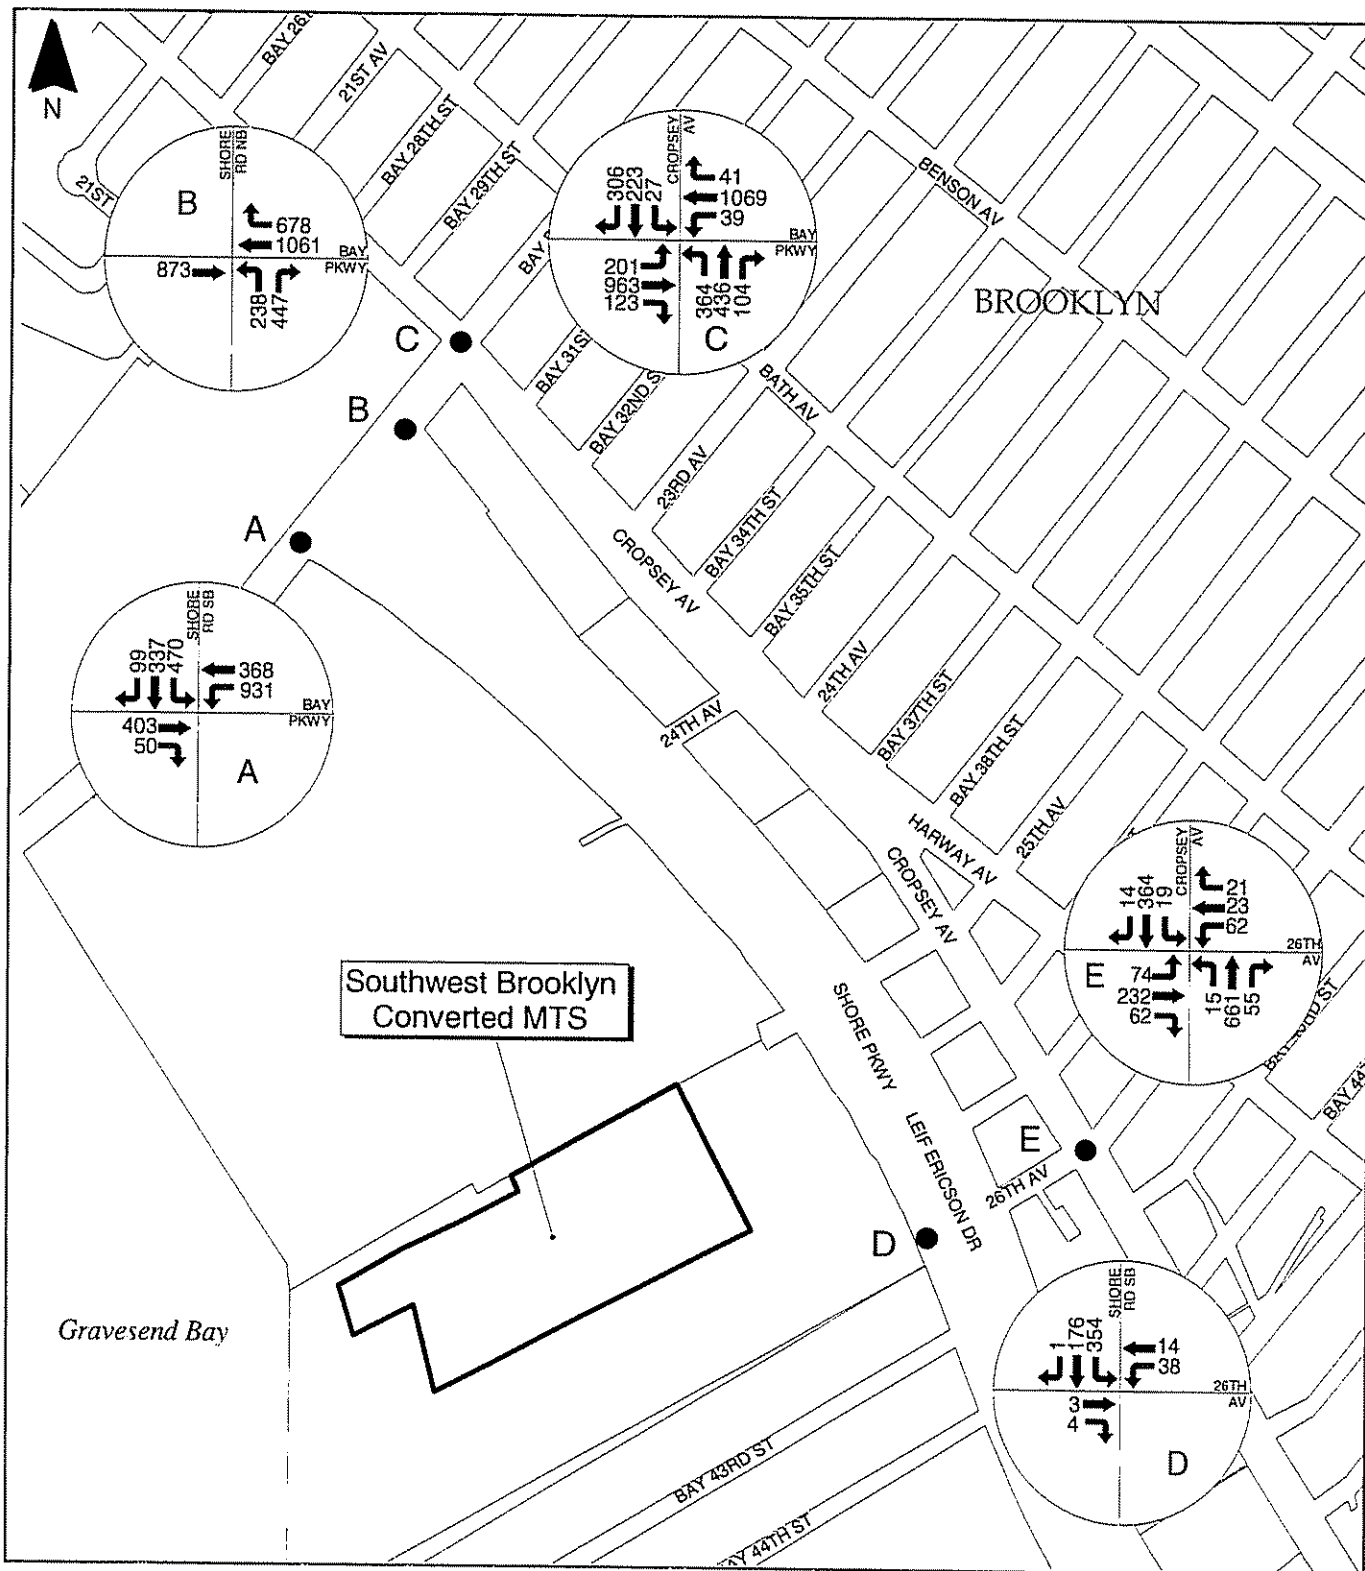 N
BAY 26
21ST AV
BAY 28TH ST
BAY 29TH ST
21ST
B
SHORE
RD NB
678
1061
BAY
PKWY
873
238
447
CROPSEY
AV
306
223
27
41
1069
39
BAY
PKWY
201
963
123
364
436
104
C
BENSON AV
BROOKLYN
BAY
C
BAY 31ST
BAY 32ND S
BATH AV
B
23RD AV
BAY 34TH ST
A
CROPSEY AV
BAY 35TH ST
24TH AV
SHORE
RD SB
99
337
470
368
931
BAY
PKWY
403
50
A
24TH AV
BAY 37TH ST
BAY 38TH ST
HARWAY AV
25TH AV
CROPSEY AV
CROPSEY
AV
14
364
19
21
23
62
26TH
AV
E
74
232
62
15
661
55
BAY 44
Southwest Brooklyn
Converted MTS
SHORE PKWY
LEIF ERICSON DR
E
26TH AV
D
Gravesend Bay
SHORE
RD SB
1
176
354
14
38
26TH
AV
3
4
D
BAY 43RD ST
AY 44TH ST